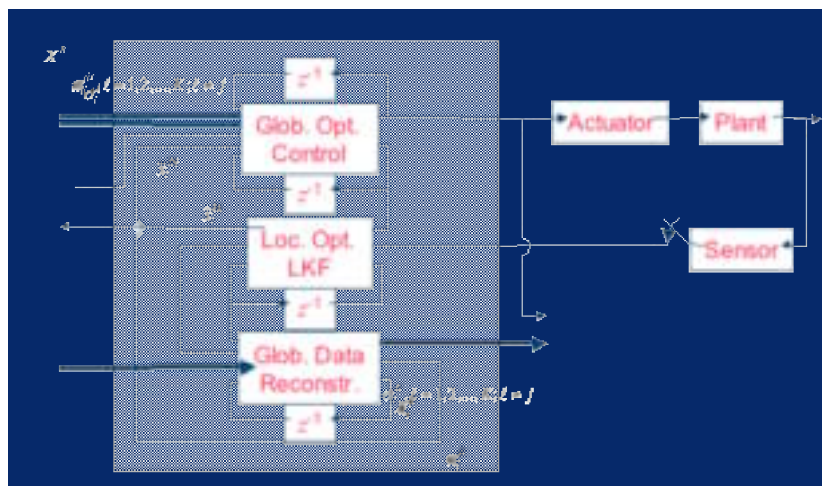 z⁻¹
Glob. Opt.
Control
Actuator
Plant
z⁻¹
Loc. Opt.
LKF
Sensor
z⁻¹
Glob. Data
Reconstr.
z⁻¹